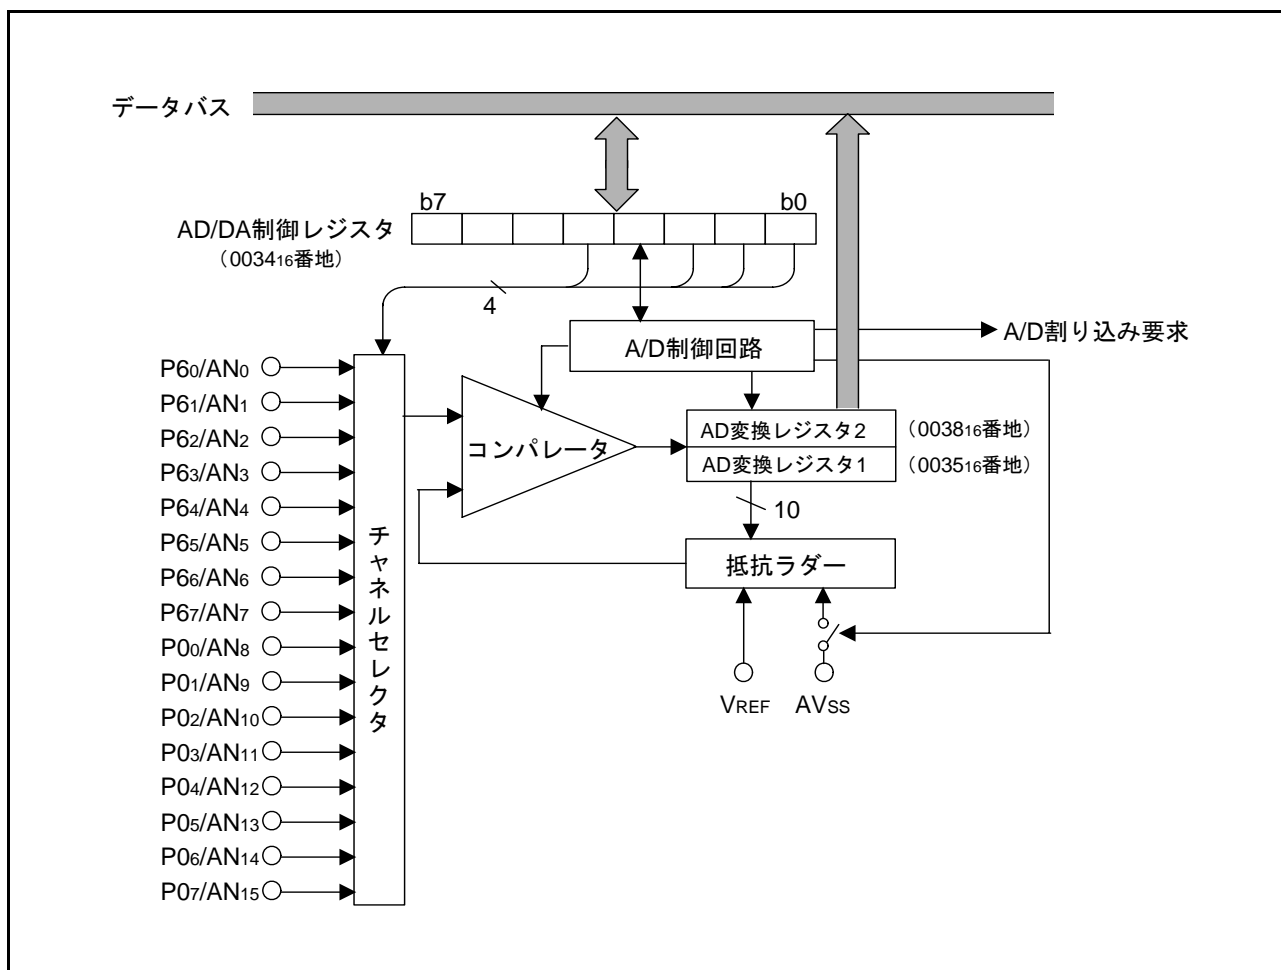 データバス
b7
b0
AD/DA制御レジスタ
（003416番地）
4
A/D制御回路
A/D割り込み要求
P60/AN0
P61/AN1
P62/AN2
P63/AN3
P64/AN4
P65/AN5
P66/AN6
P67/AN7
P00/AN8
P01/AN9
P02/AN10
P03/AN11
P04/AN12
P05/AN13
P06/AN14
P07/AN15
チャネルセレクタ
コンパレータ
AD変換レジスタ2
（003816番地）
AD変換レジスタ1
（003516番地）
10
抵抗ラダー
VREF
AVSS